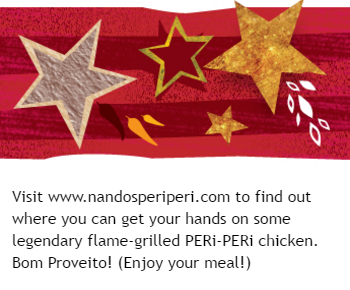 Visit www.nandosperiperi.com to find out
where you can get your hands on some
legendary flame-grilled PERi-PERi chicken.
Bom Proveito! (Enjoy your meal!)